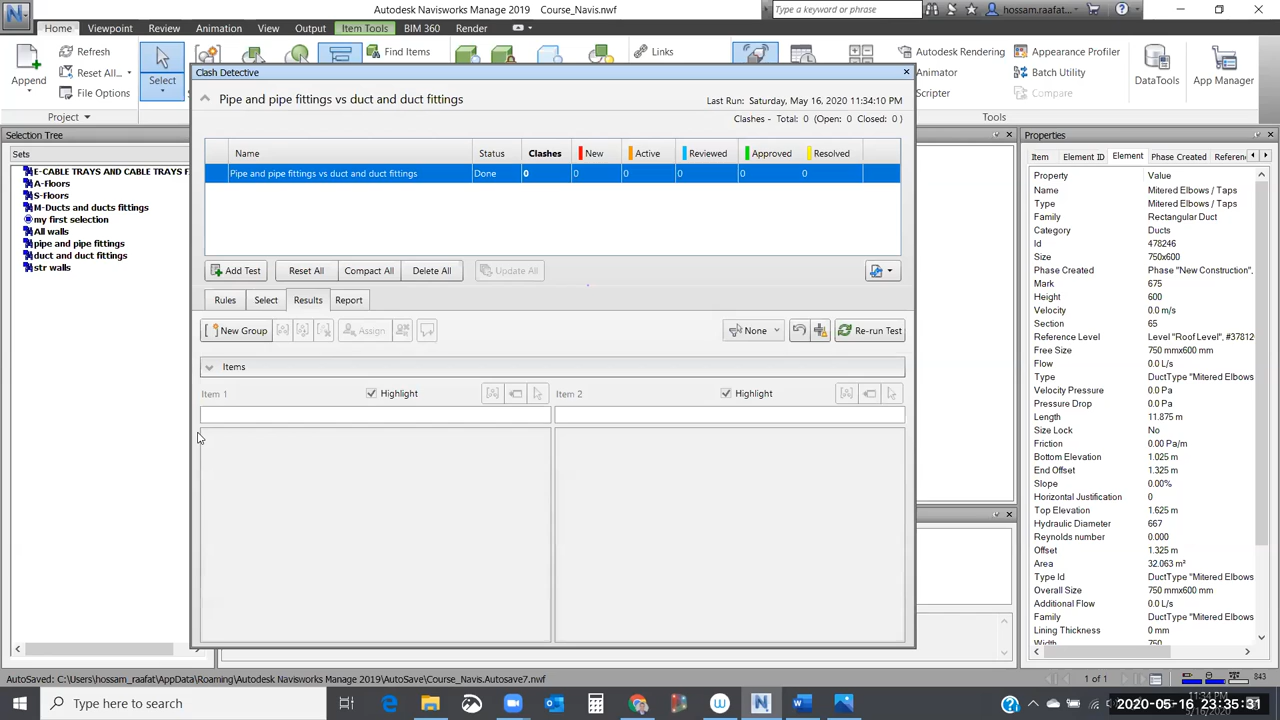 Autodesk Navisworks Manage 2019 Course_Navis.nwf
Type a keyword or phrase
hossam.raafat...
Home Viewpoint Review Animation View Output Item Tools BIM 360 Render
Append
Refresh
Reset All...
File Options
Project
Select
Find Items
Links
Autodesk Rendering
Animator
Scripter
Appearance Profiler
Batch Utility
Compare
DataTools
App Manager
Tools
Selection Tree
Sets
E-CABLE TRAYS AND CABLE TRAYS F
A-Floors
S-Floors
M-Ducts and ducts fittings
my first selection
All walls
pipe and pipe fittings
duct and duct fittings
str walls
Clash Detective
Pipe and pipe fittings vs duct and duct fittings
Last Run: Saturday, May 16, 2020 11:34:10 PM
Clashes - Total: 0 (Open: 0 Closed: 0 )
Name Status Clashes New Active Reviewed Approved Resolved
Pipe and pipe fittings vs duct and duct fittings Done 0 0 0 0 0 0
Add Test Reset All Compact All Delete All Update All
Rules Select Results Report
New Group Assign None Re-run Test
Items
Item 1 Highlight Item 2 Highlight
Properties
Item Element ID Element Phase Created Referen
Property Value
Name Mitered Elbows / Taps
Type Mitered Elbows / Taps
Family Rectangular Duct
Category Ducts
Id 478246
Size 750x600
Phase Created Phase "New Construction",
Mark 675
Height 600
Velocity 0.0 m/s
Section 65
Reference Level Level "Roof Level", #37812
Free Size 750 mmx600 mm
Flow 0.0 L/s
Type DuctType "Mitered Elbows
Velocity Pressure 0.0 Pa
Pressure Drop 0.0 Pa
Length 11.875 m
Size Lock No
Friction 0.00 Pa/m
Bottom Elevation 1.025 m
End Offset 1.325 m
Slope 0.00%
Horizontal Justification 0
Top Elevation 1.625 m
Hydraulic Diameter 667
Reynolds number 0.000
Offset 1.325 m
Area 32.063 m²
Type Id DuctType "Mitered Elbows
Overall Size 750 mmx600 mm
Additional Flow 0.0 L/s
Family DuctType "Mitered Elbows
Lining Thickness 0 mm
Width 750
AutoSaved: C:\Users\hossam_raafat\AppData\Roaming\Autodesk Navisworks Manage 2019\AutoSave\Course_Navis.Autosave7.nwf
1 of 1
843
Type here to search
11:34 PM
2020-05-16 23:35:31